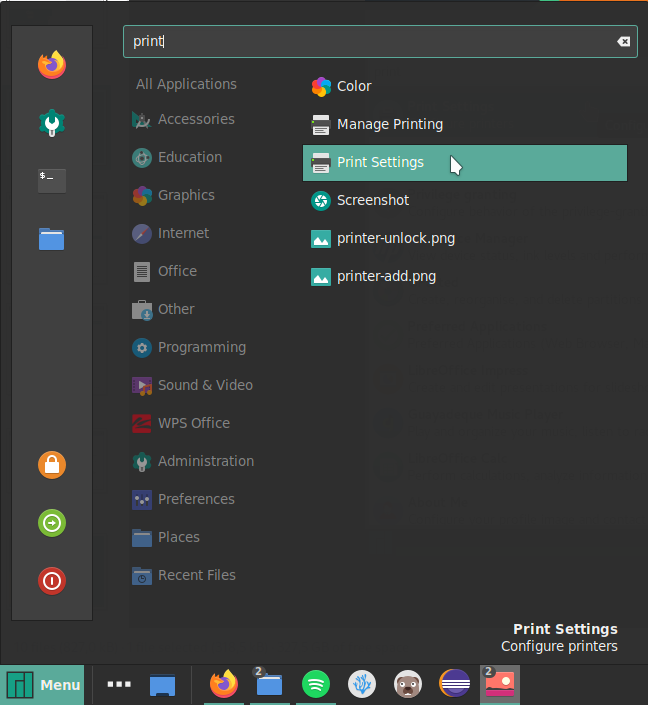 print
All Applications
Accessories
Education
Graphics
Internet
Office
Other
Programming
Sound & Video
WPS Office
Administration
Preferences
Places
Recent Files
Color
Manage Printing
Print Settings
Screenshot
printer-unlock.png
printer-add.png
$_
Print Settings
Configure printers
Menu
2
2